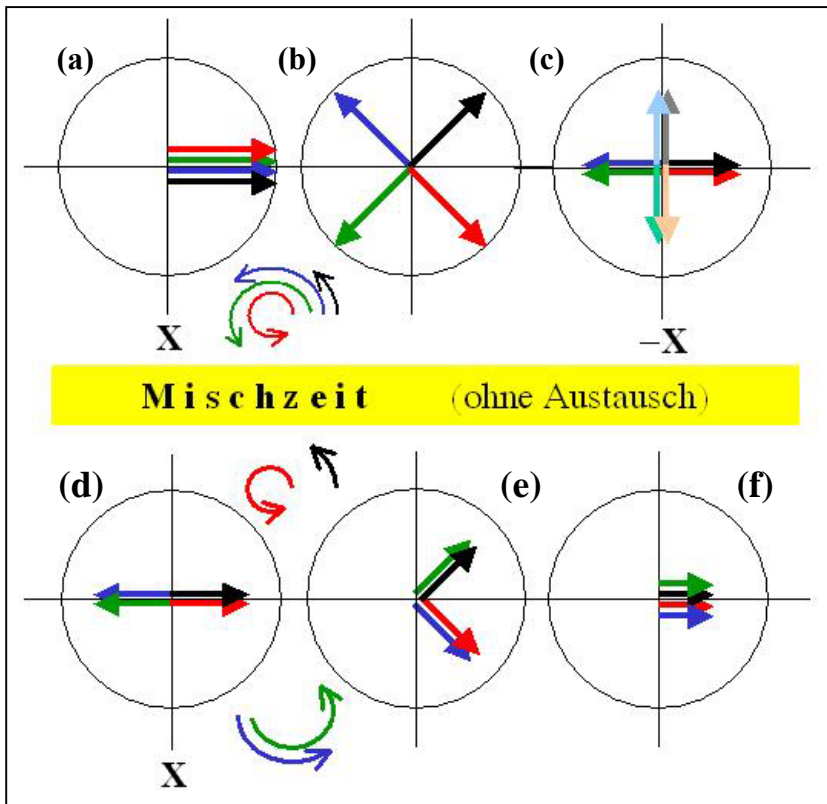 (a) (b) (c)
X –X
Mischzeit (ohne Austausch)
(d) (e) (f)
X